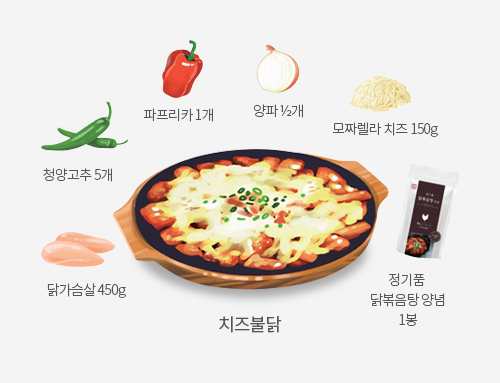 파프리카 1개
양파 ½개
모짜렐라 치즈 150g
청양고추 5개
닭가슴살 450g
정기품
닭볶음탕 양념
1봉
치즈불닭